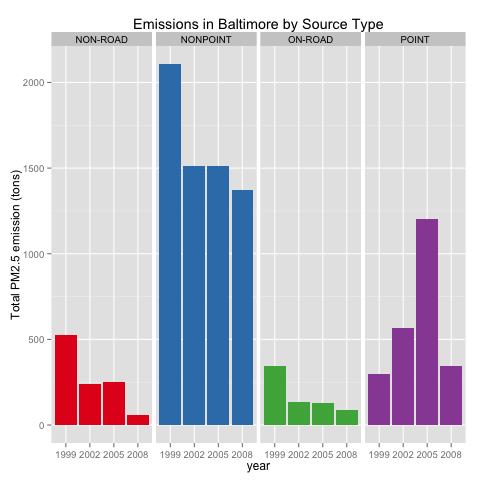 Emissions in Baltimore by Source Type
NON-ROAD NONPOINT ON-ROAD POINT
2000
1500
1000
500
0
Total PM2.5 emission (tons)
1999 2002 2005 2008 1999 2002 2005 2008 1999 2002 2005 2008 1999 2002 2005 2008
year